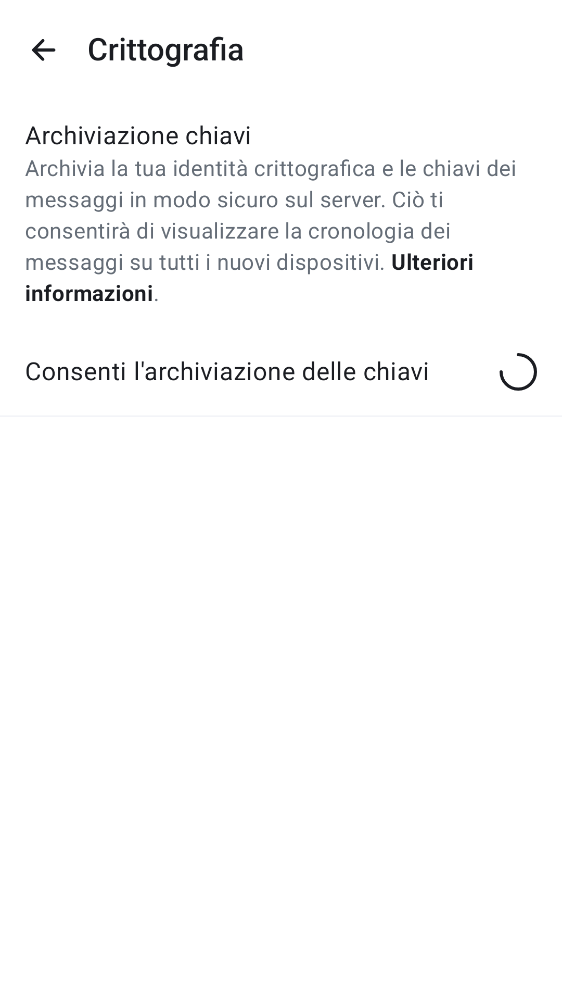 Crittografia
Archiviazione chiavi
Archivia la tua identità crittografica e le chiavi dei
messaggi in modo sicuro sul server. Ciò ti
consentirà di visualizzare la cronologia dei
messaggi su tutti i nuovi dispositivi. Ulteriori
informazioni.
Consenti l'archiviazione delle chiavi